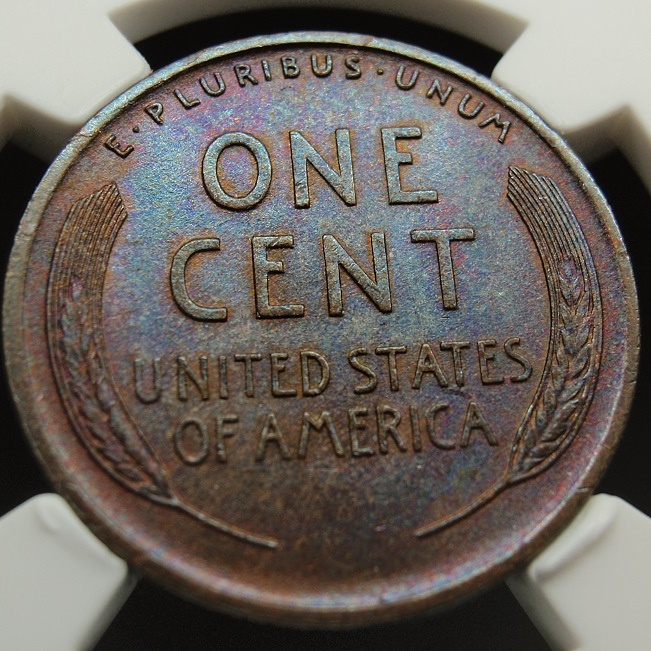 E·PLURIBUS·UNUM
ONE
CENT
UNITED STATES
OF AMERICA